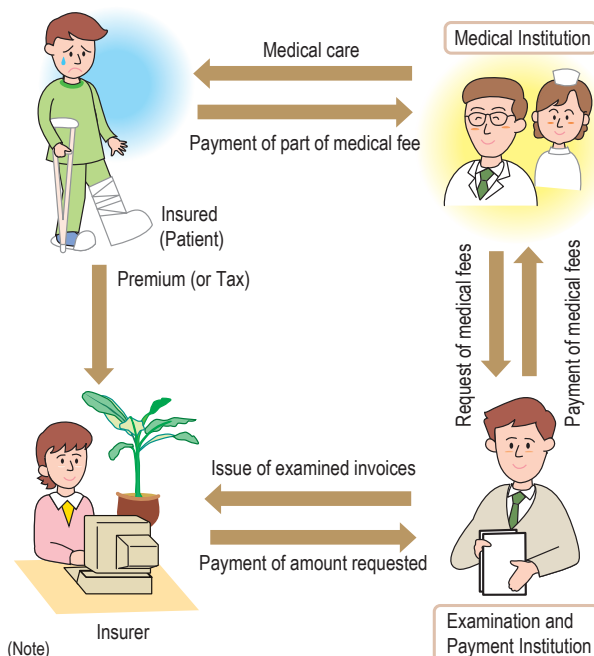 Medical care
Medical Institution
Payment of part of medical fee
Insured
(Patient)
Premium (or Tax)
Request of medical fees
Payment of medical fees
Issue of examined invoices
Payment of amount requested
Insurer
Examination and
Payment Institution
(Note)